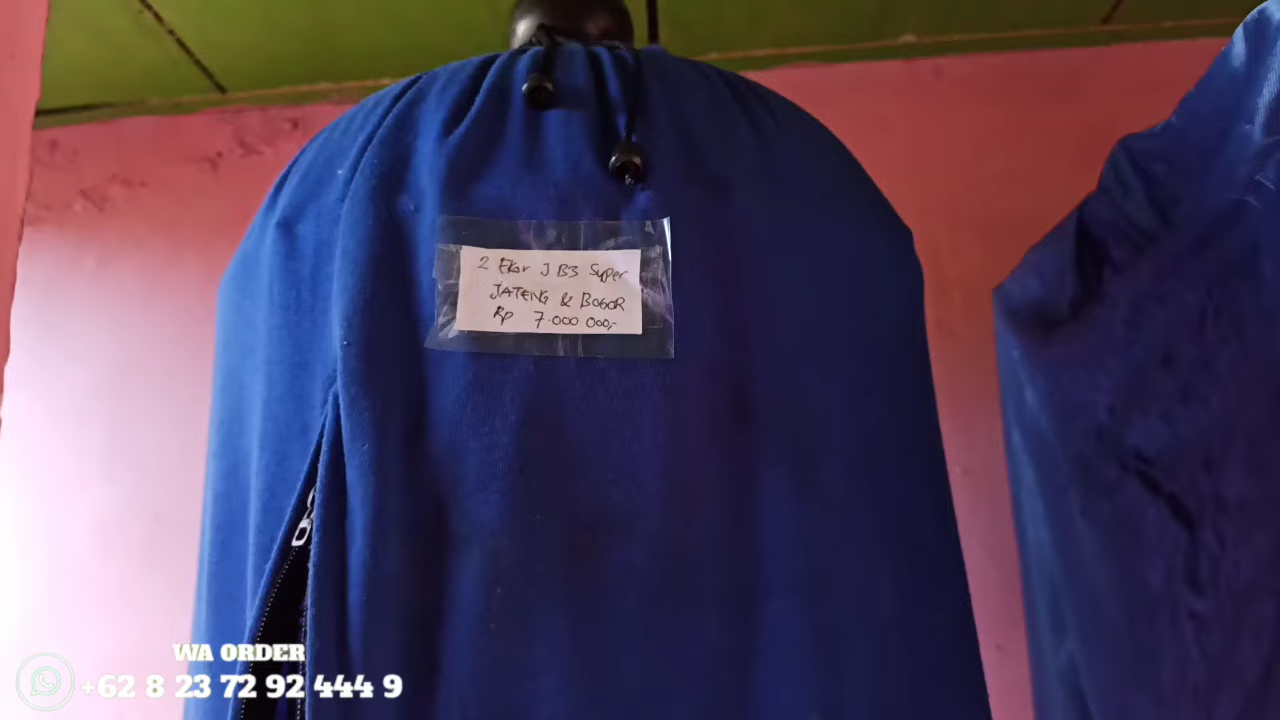 2 Ekor J B3 Super
JATENG & BOGOR
Rp 7.000 000,-
WA ORDER
+62 8 23 72 92 444 9